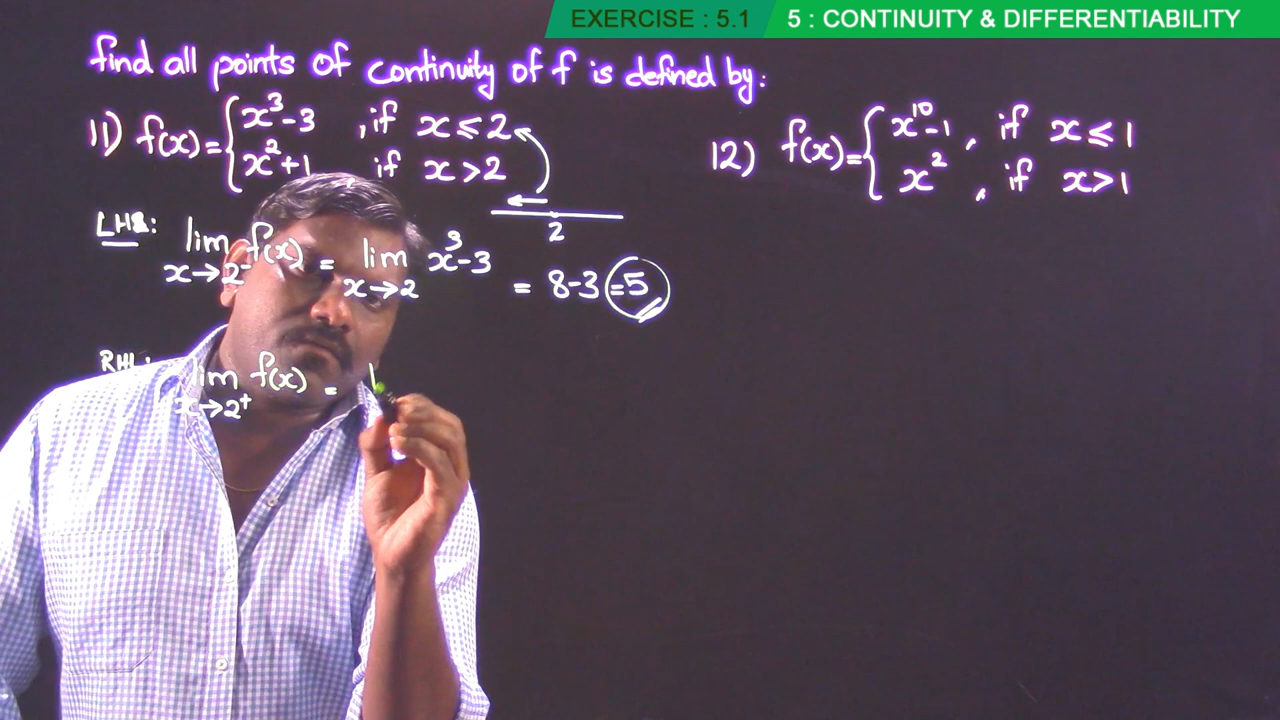 EXERCISE : 5.1 5 : CONTINUITY & DIFFERENTIABILITY
find all points of continuity of f is defined by:
11) f(x) = { x³-3 , if x ≤ 2
x²+1 if x > 2
12) f(x) = { x¹⁰-1 , if x ≤ 1
x² , if x > 1
2
LHS: lim x→2⁻ f(x) = lim x→2 x³-3 = 8-3 = 5
RHL: lim x→2⁺ f(x) =